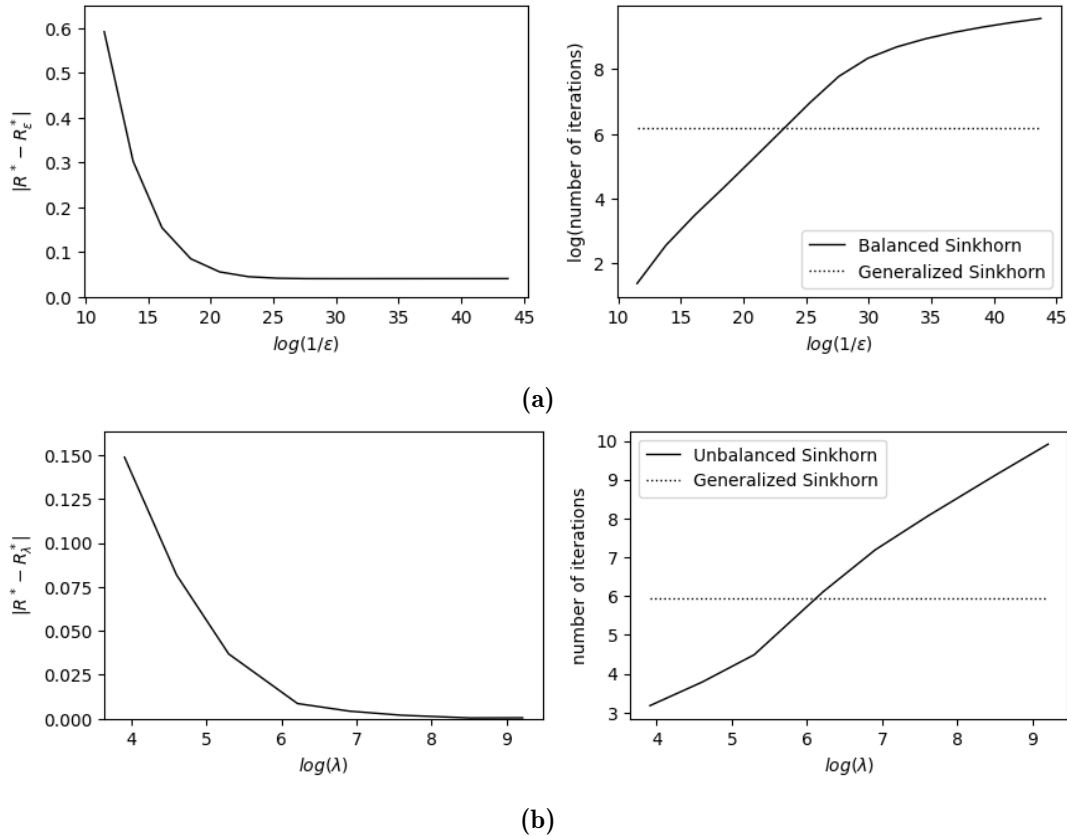 0.6
0.5
0.4
0.3
0.2
0.1
0.0
|R* − R*ε|
10 15 20 25 30 35 40 45
log(1/ε)
8
6
4
2
log(number of iterations)
Balanced Sinkhorn
Generalized Sinkhorn
10 15 20 25 30 35 40 45
log(1/ε)
(a)
0.150
0.125
0.100
0.075
0.050
0.025
0.000
|R* − R*λ|
4 5 6 7 8 9
log(λ)
10
9
8
7
6
5
4
3
number of iterations
Unbalanced Sinkhorn
Generalized Sinkhorn
4 5 6 7 8 9
log(λ)
(b)